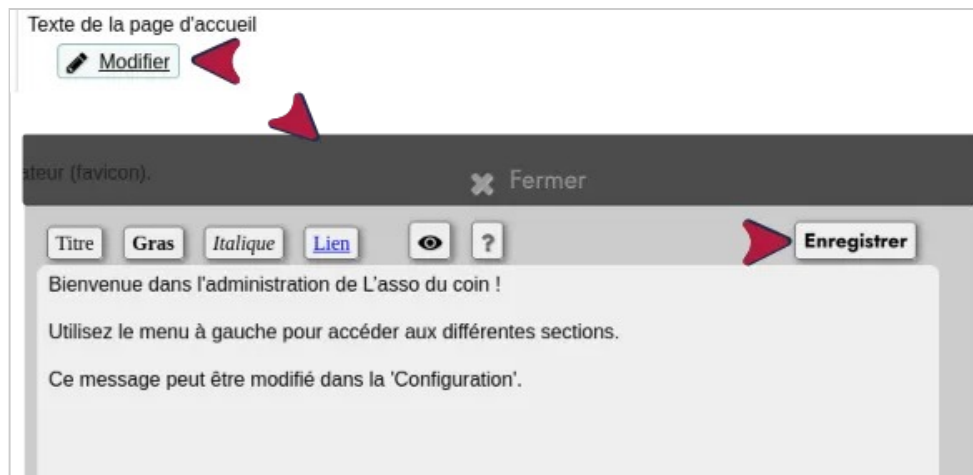 Texte de la page d'accueil
Modifier
ateur (favicon).
Fermer
Titre Gras Italique Lien ? Enregistrer
Bienvenue dans l'administration de L'asso du coin !
Utilisez le menu à gauche pour accéder aux différentes sections.
Ce message peut être modifié dans la 'Configuration'.